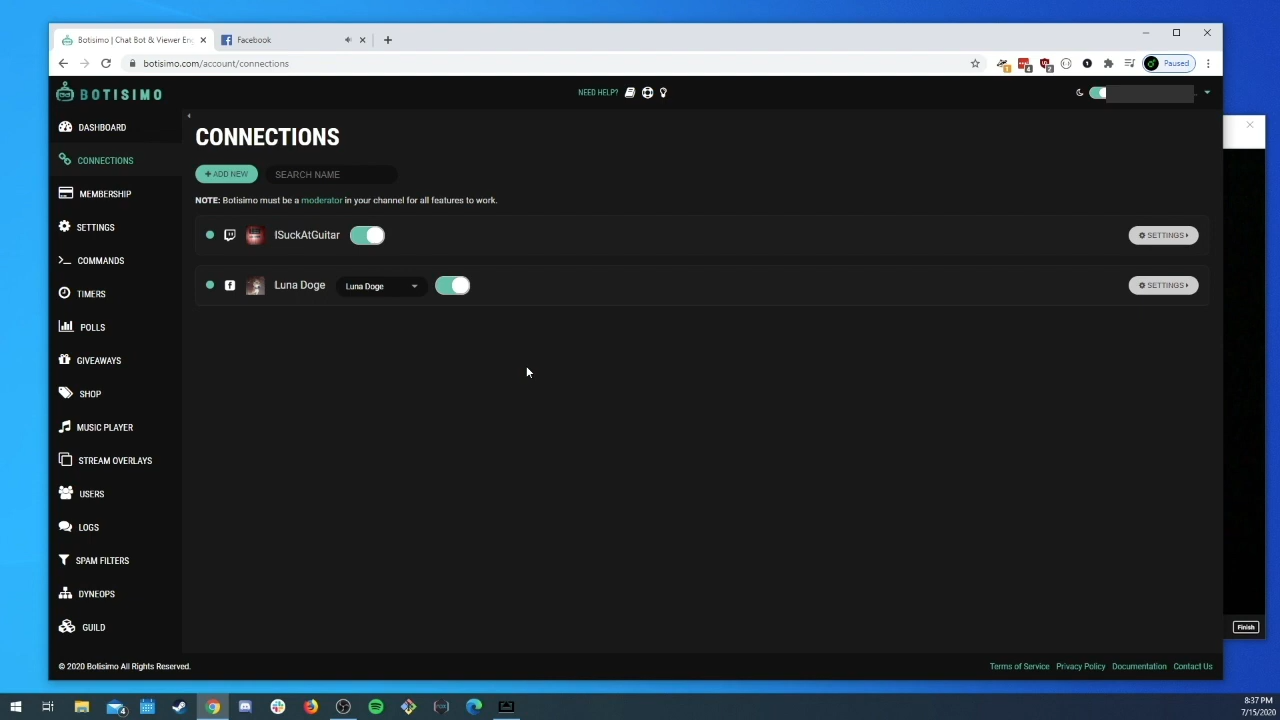 Botisimo | Chat Bot & Viewer En
Facebook
botisimo.com/account/connections
Paused
BOTISIMO
NEED HELP?
DASHBOARD
CONNECTIONS
MEMBERSHIP
SETTINGS
COMMANDS
TIMERS
POLLS
GIVEAWAYS
SHOP
MUSIC PLAYER
STREAM OVERLAYS
USERS
LOGS
SPAM FILTERS
DYNEOPS
GUILD
CONNECTIONS
+ ADD NEW
SEARCH NAME
NOTE: Botisimo must be a moderator in your channel for all features to work.
ISuckAtGuitar
SETTINGS
Luna Doge
Luna Doge
SETTINGS
Finish
© 2020 Botisimo All Rights Reserved.
Terms of Service Privacy Policy Documentation Contact Us
4
8:37 PM
7/15/2020